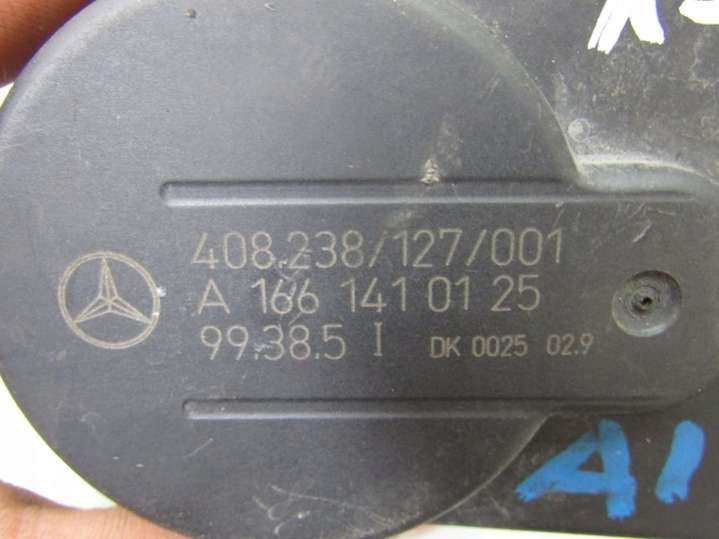 408.238/127/001
A 166 141 01 25
99.38.5 I DK 0025 02.9
A1